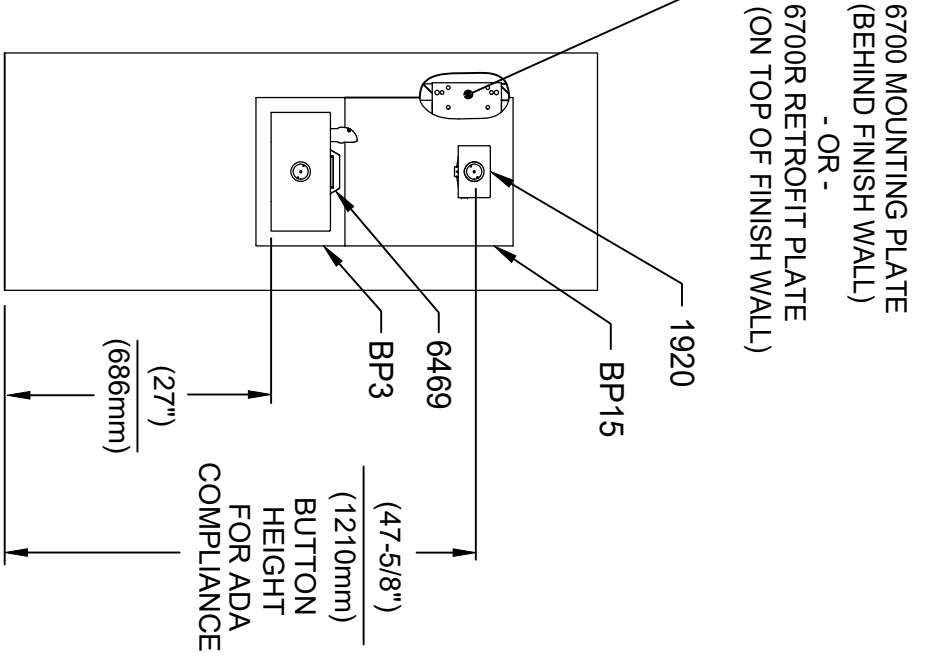 6700 MOUNTING PLATE
(BEHIND FINISH WALL)
- OR -
6700R RETROFIT PLATE
(ON TOP OF FINISH WALL)
1920
BP15
6469
BP3
(27")
(686mm)
(47-5/8")
(1210mm)
BUTTON
HEIGHT
FOR ADA
COMPLIANCE